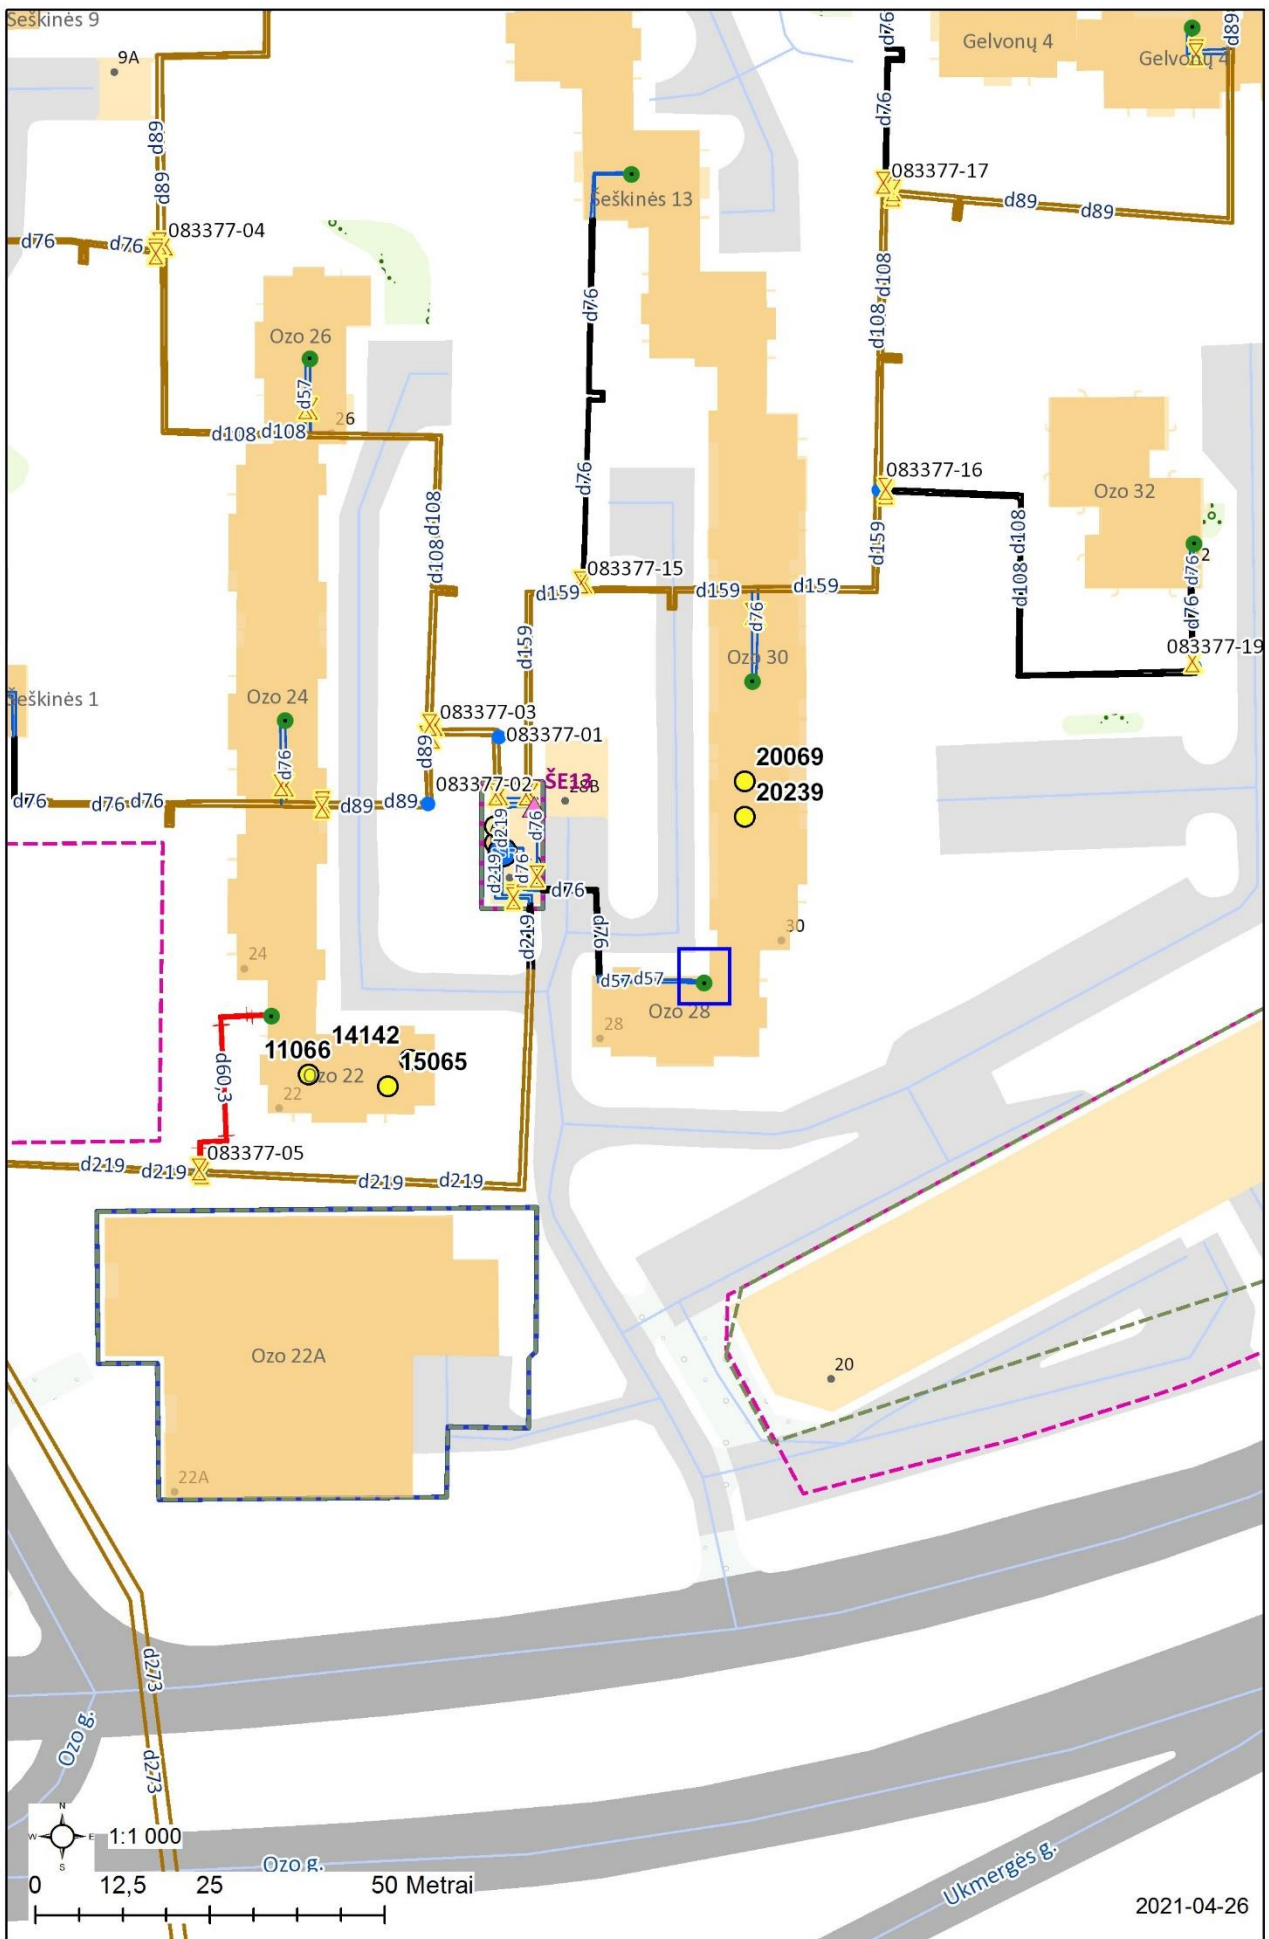 Šeškinės 9
9A
d76
Gelvonų 4
Gelvonų 4
d89
d89
d89
d76
Šeškinės 13
083377-17
d89
d89
083377-04
d76
d76
d108
d108
d76
Ozo 26
d57
26
d108
d108
d76
083377-16
Ozo 32
d108
d159
d108
d108
d76
2
d76
083377-15
d159
d159
d159
d76
d159
Ozo 30
083377-19
Šeškinės 1
Ozo 24
083377-03
083377-01
d89
d76
083377-02
ŠE13
28B
20069
20239
d76
d76
d76
d89
d89
d219
d76
d219
d76
d76
d76
d219
24
30
d57
d57
Ozo 28
28
14142
11066
15065
Ozo 22
22
d60,3
083377-05
d219
d219
d219
d219
Ozo 22A
20
22A
d273
d273
Ozo g.
N
W
E
S
1:1 000
Ozo g.
Ukmergės g.
0
12,5
25
50 Metrai
2021-04-26